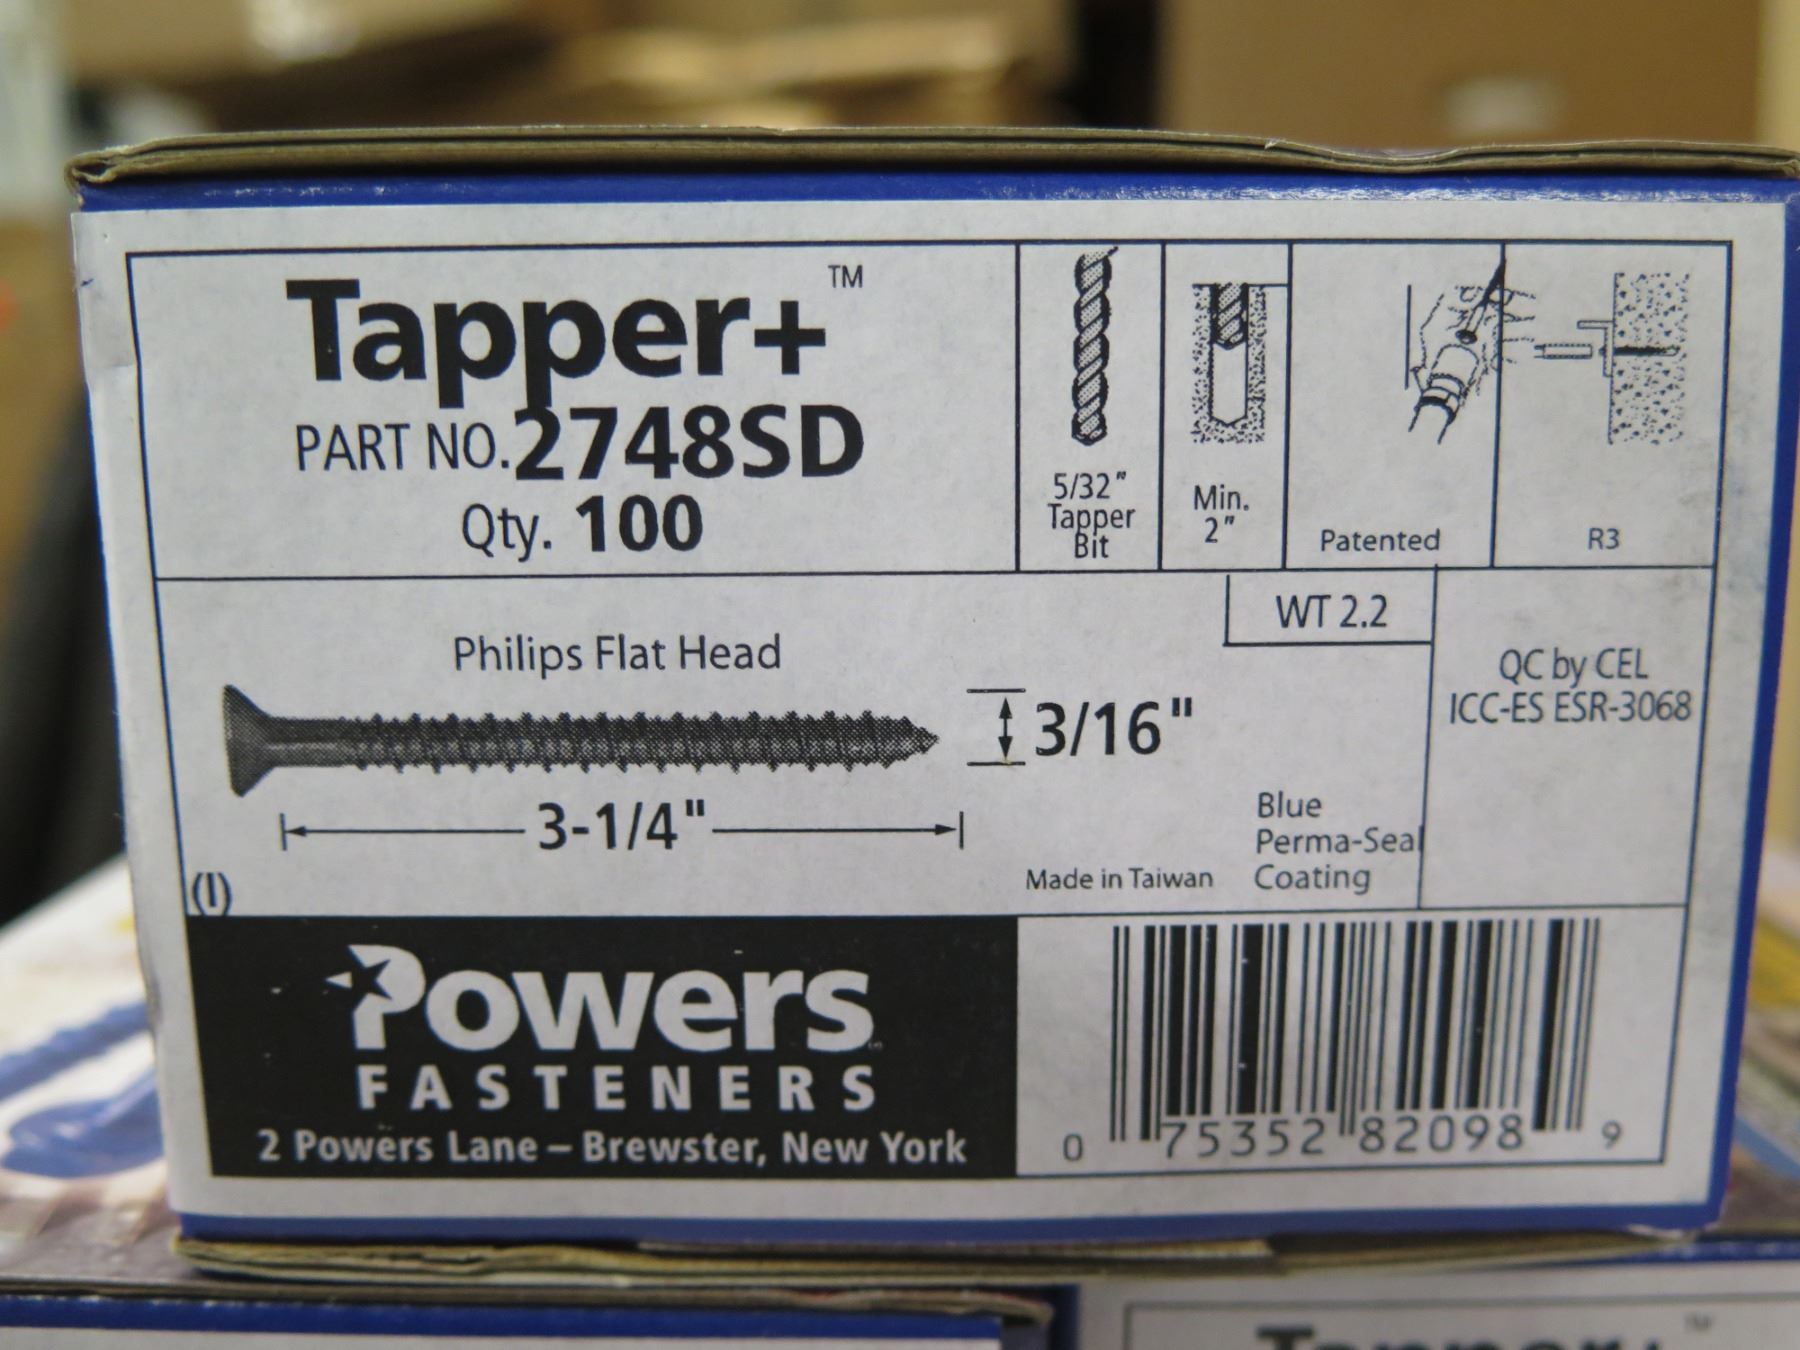 Tapper+™
PART NO. 2748SD
Qty. 100
5/32"
Tapper
Bit
Min.
2"
Patented
R3
Philips Flat Head
3/16"
3-1/4"
WT 2.2
QC by CEL
ICC-ES ESR-3068
Blue
Perma-Seal
Coating
Made in Taiwan
(I)
Powers
FASTENERS
2 Powers Lane – Brewster, New York
0 75352 82098 9
Tapper+™